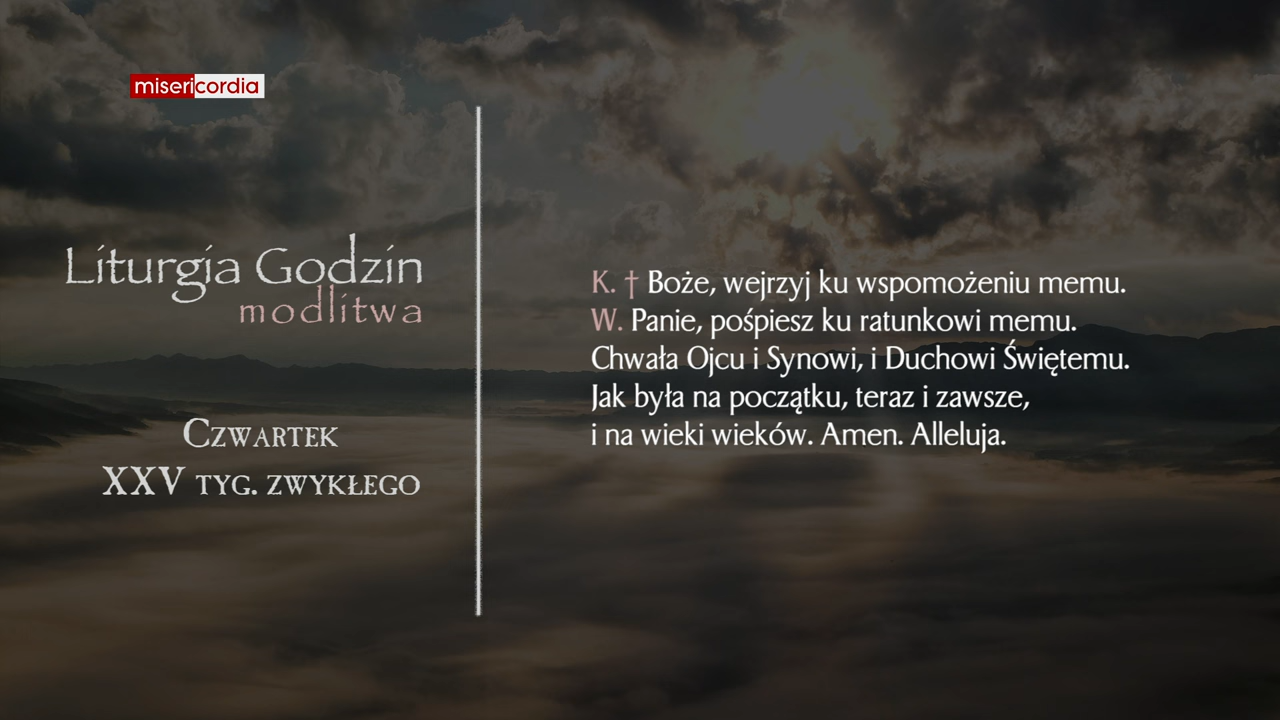 misericordia
Liturgia Godzin
modlitwa
Czwartek
XXV tyg. zwykłego
K. † Boże, wejrzyj ku wspomożeniu memu.
W. Panie, pośpiesz ku ratunkowi memu.
Chwała Ojcu i Synowi, i Duchowi Świętemu.
Jak była na początku, teraz i zawsze,
i na wieki wieków. Amen. Alleluja.